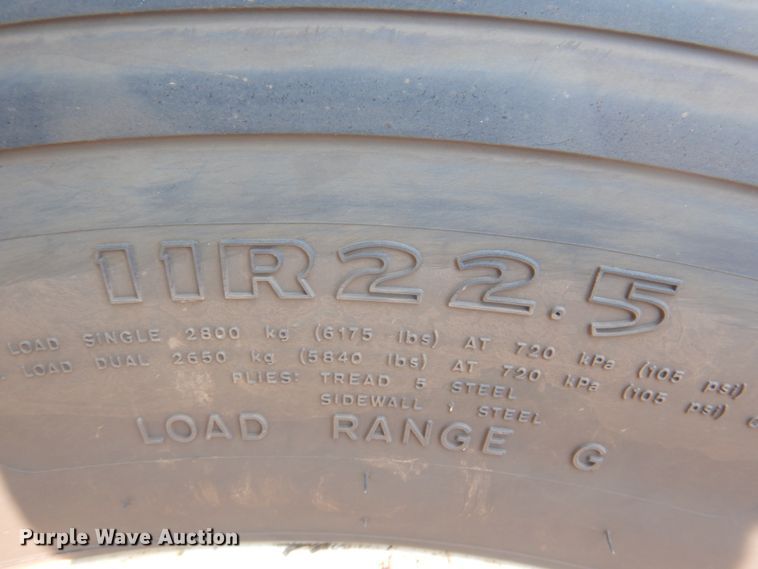 11R22.5
LOAD SINGLE 2800 kg (6175 lbs) AT 720 kPa (105 psi)
LOAD DUAL 2650 kg (5840 lbs) AT 720 kPa (105 psi)
PLIES: TREAD 5 STEEL
SIDEWALL 1 STEEL
LOAD RANGE G
Purple Wave Auction